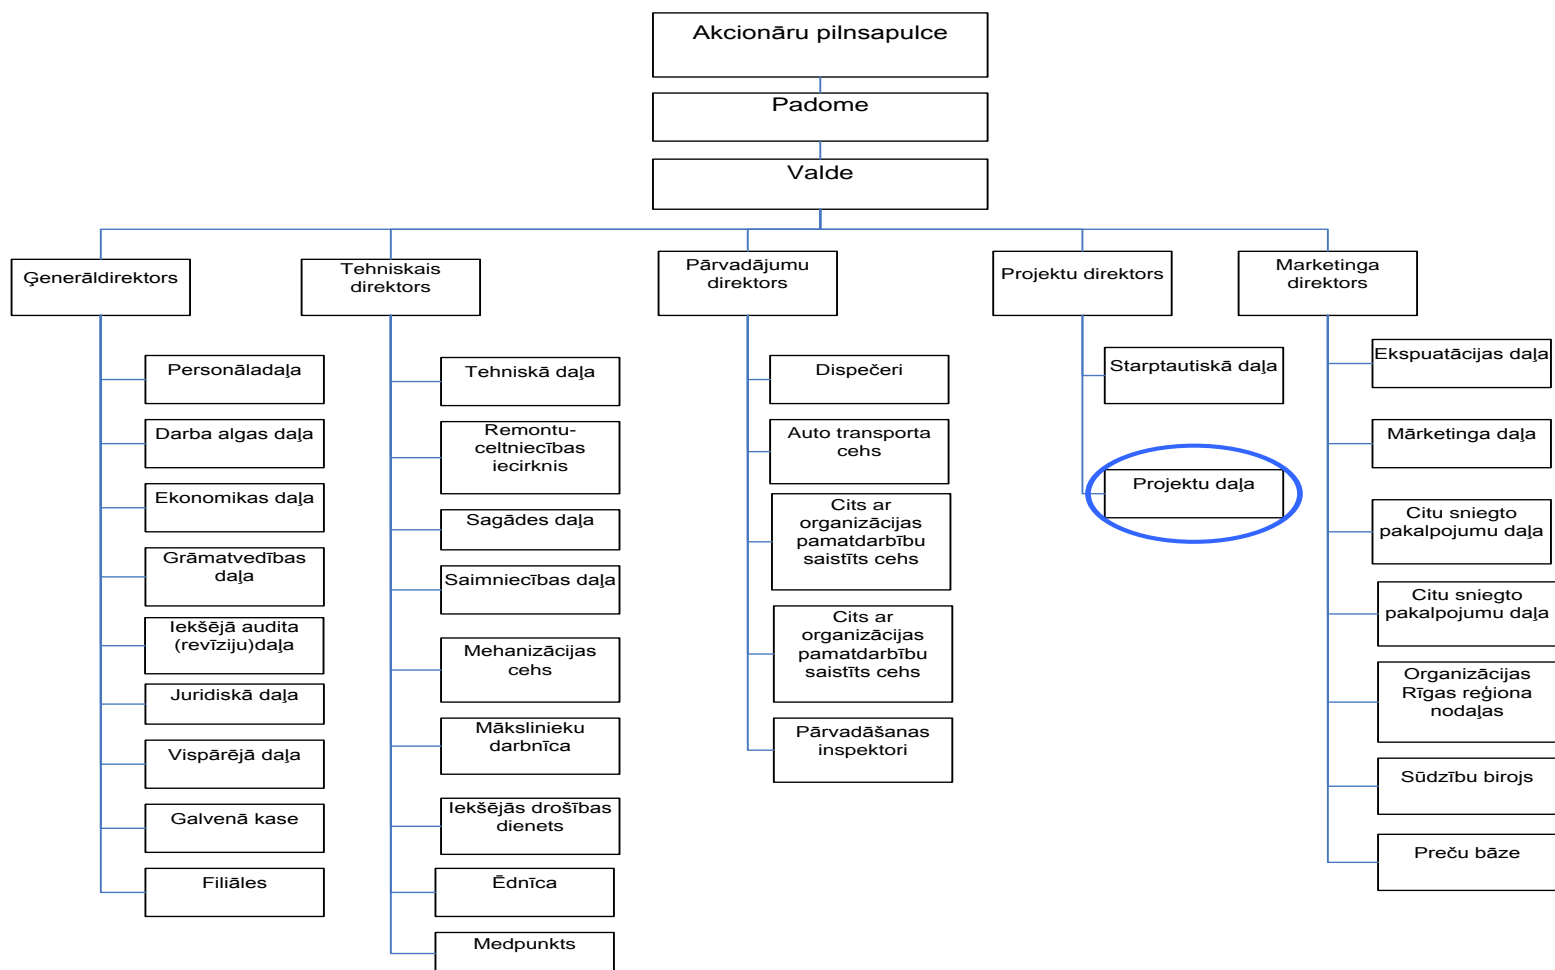 Akcionāru pilnsapulce
Padome
Valde
Ģenerāldirektors
Personāladaļa
Darba algas daļa
Ekonomikas daļa
Grāmatvedības
daļa
Iekšējā audita
(revīziju)daļa
Juridiskā daļa
Vispārējā daļa
Galvenā kase
Filiāles
Tehniskais
direktors
Tehniskā daļa
Remontu-
celtniecības
iecirknis
Sagādes daļa
Saimniecības daļa
Mehanizācijas
cehs
Mākslinieku
darbnīca
Iekšējās drošības
dienets
Ēdnīca
Medpunkts
Pārvadājumu
direktors
Dispečeri
Auto transporta
cehs
Cits ar
organizācijas
pamatdarbību
saistīts cehs
Cits ar
organizācijas
pamatdarbību
saistīts cehs
Pārvadāšanas
inspektori
Projektu direktors
Starptautiskā daļa
Projektu daļa
Marketinga
direktors
Ekspuatācijas daļa
Mārketinga daļa
Citu sniegto
pakalpojumu daļa
Citu sniegto
pakalpojumu daļa
Organizācijas
Rīgas reģiona
nodaļas
Sūdzību birojs
Preču bāze